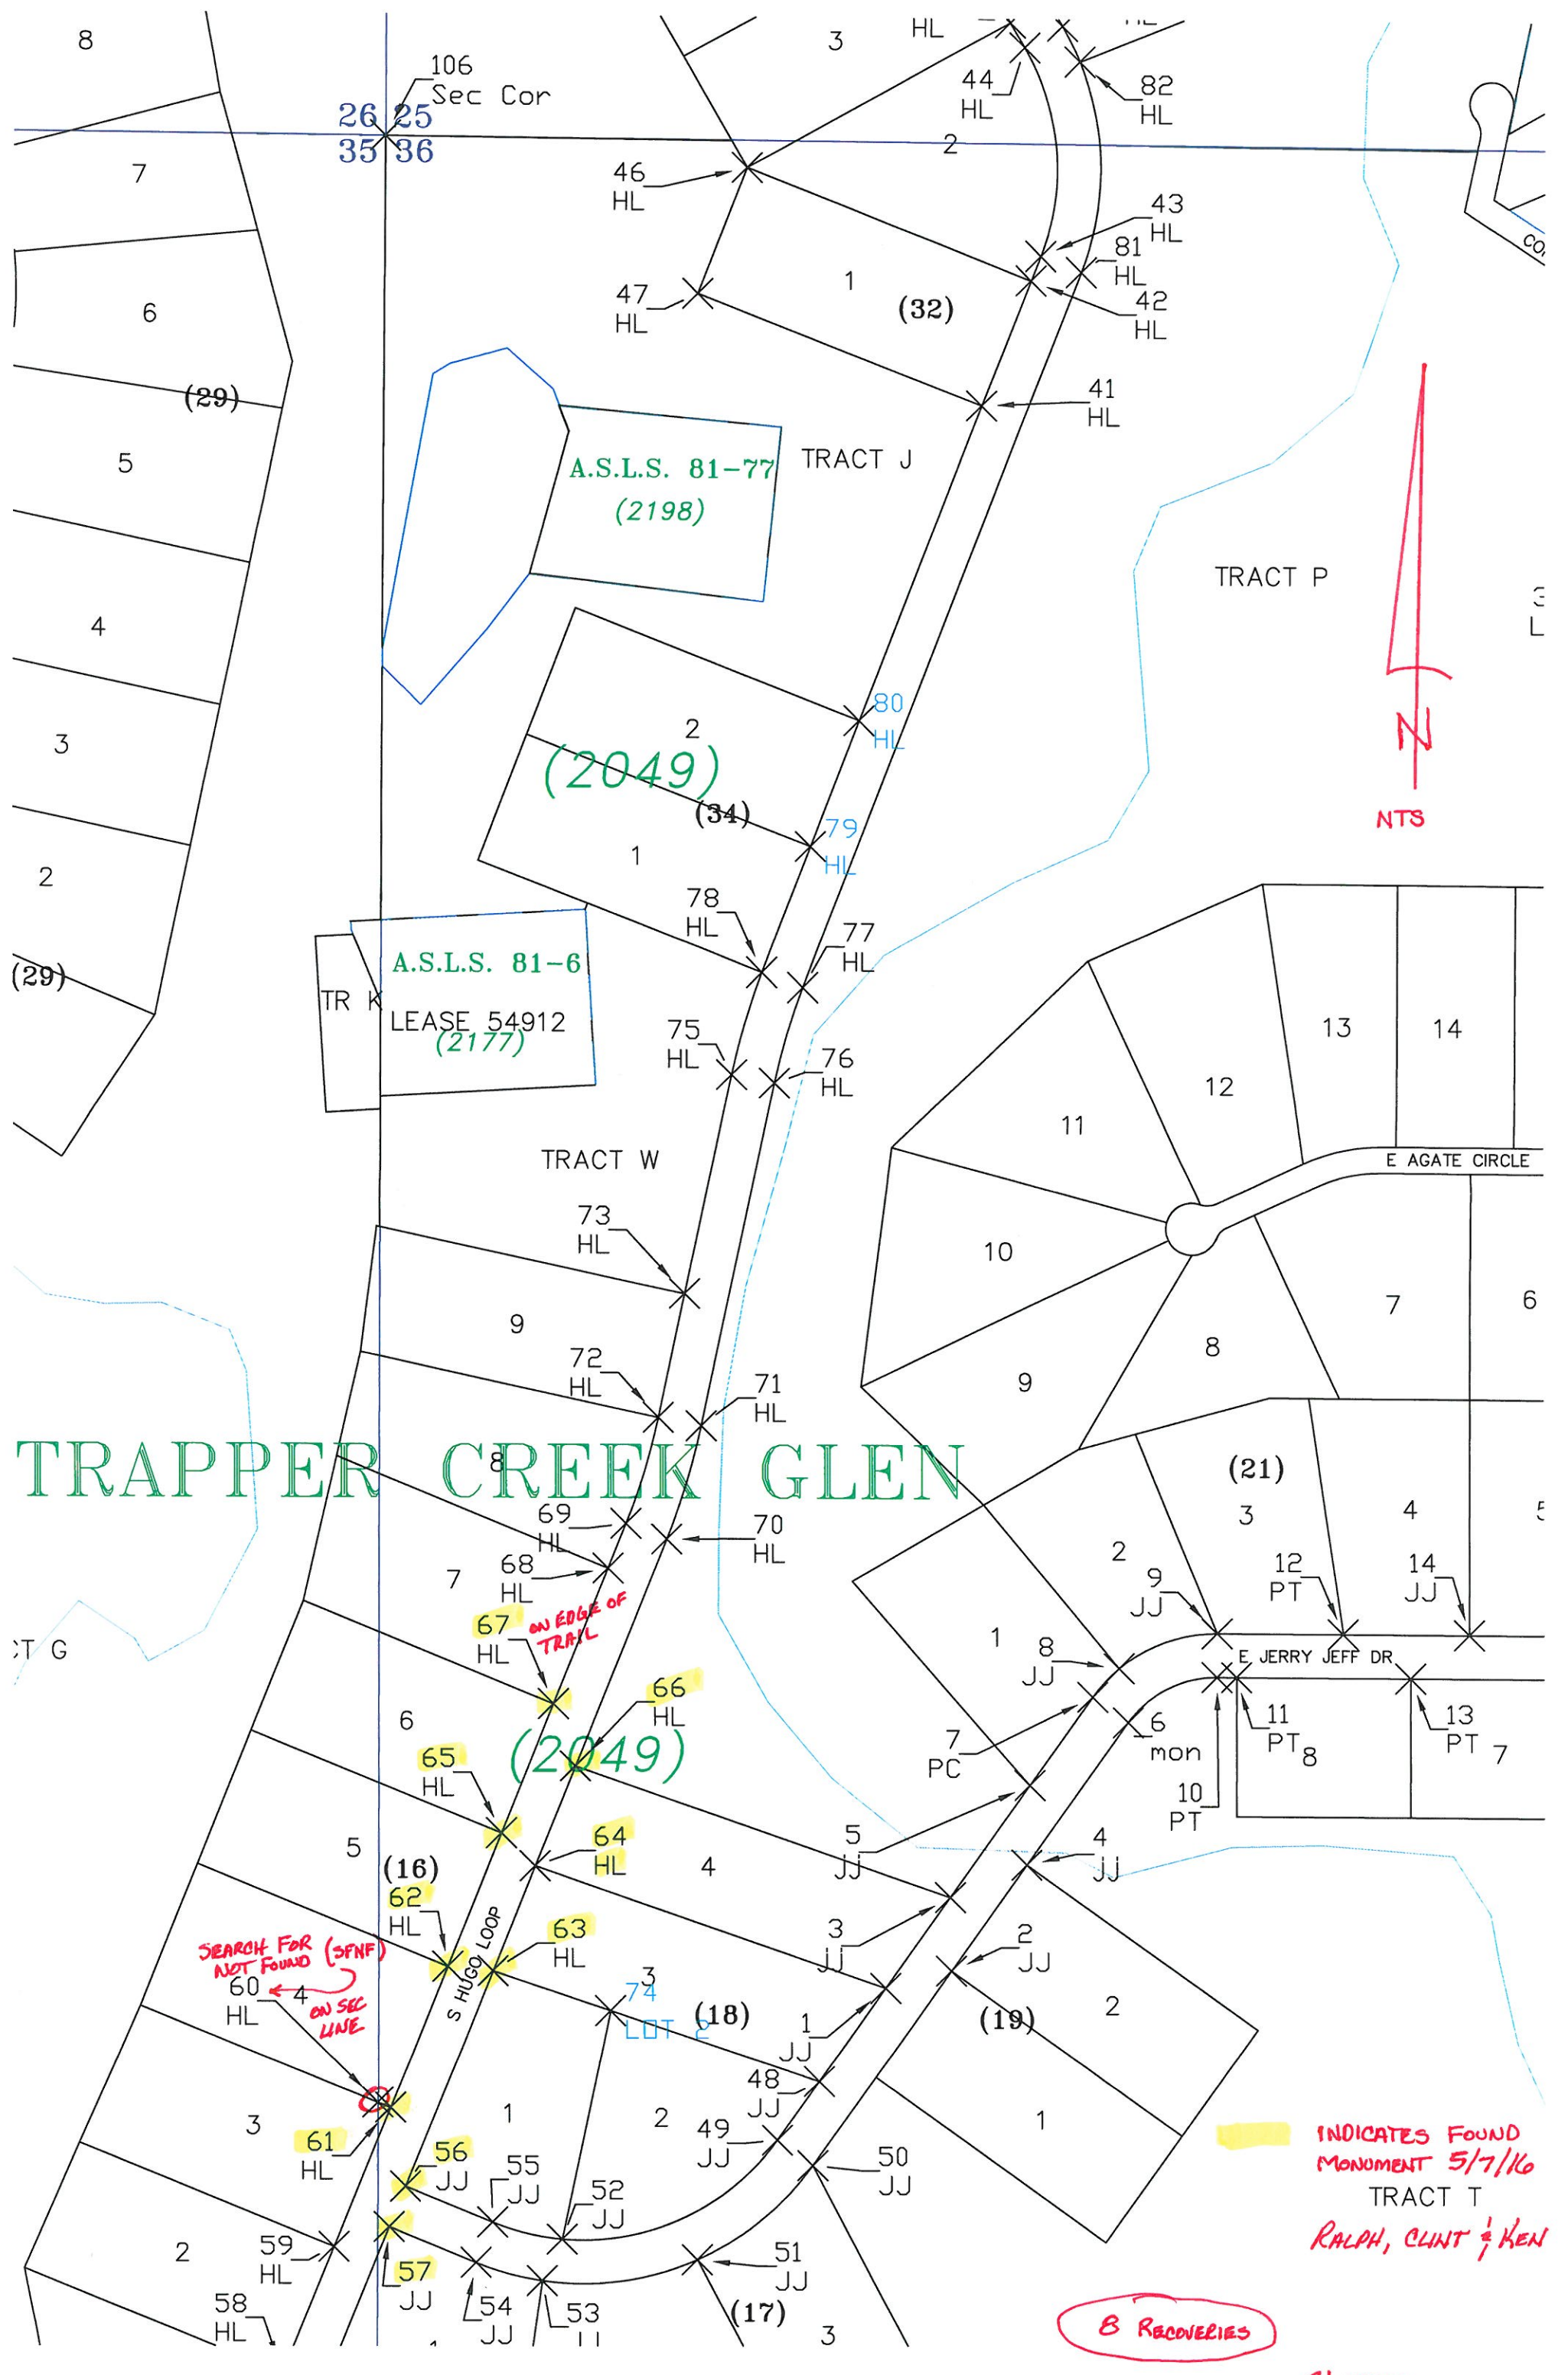 8
106
Sec Cor
26 25
35 36
3
HL
44
HL
82
HL
7
2
46
HL
43
HL
81
HL
42
HL
6
47
HL
1
(32)
41
HL
(29)
5
A.S.L.S. 81-77
(2198)
TRACT J
TRACT P
4
3
80
HL
2
(2049)
(34)
79
HL
1
N
NTS
2
78
HL
77
HL
(29)
A.S.L.S. 81-6
TR K
LEASE 54912
(2177)
75
HL
76
HL
13
14
12
11
TRACT W
E AGATE CIRCLE
73
HL
10
9
7
6
8
72
HL
71
HL
9
TRAPPER CREEK GLEN
8
(21)
3
4
69
HL
70
HL
68
HL
7
2
9
JJ
12
PT
14
JJ
67
HL
ON EDGE OF
TRAIL
1
8
JJ
E JERRY JEFF DR
66
HL
6
(2049)
65
HL
7
PC
6
mon
11
PT
8
13
PT
7
10
PT
5
(16)
64
HL
4
5
JJ
4
JJ
62
HL
S HUGO LOOP
63
HL
3
JJ
2
JJ
SEARCH FOR (SFNF)
NOT FOUND
60
HL
4
ON SEC
LINE
3
74
LOT 2
(18)
1
JJ
(19)
2
48
JJ
3
1
2
49
JJ
1
61
HL
56
JJ
55
JJ
50
JJ
52
JJ
INDICATES FOUND
MONUMENT 5/7/16
TRACT T
RALPH, CLINT & KEN
2
59
HL
57
JJ
51
JJ
58
HL
54
JJ
53
(17)
3
8 RECOVERIES